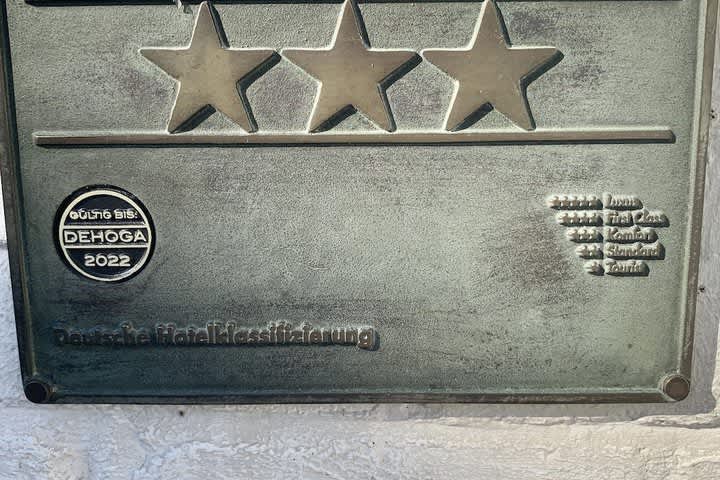 GÜLTIG BIS:
DEHOGA
2022
***** Luxus
**** First Class
*** Komfort
** Standard
* Tourist
Deutsche Hotelklassifizierung